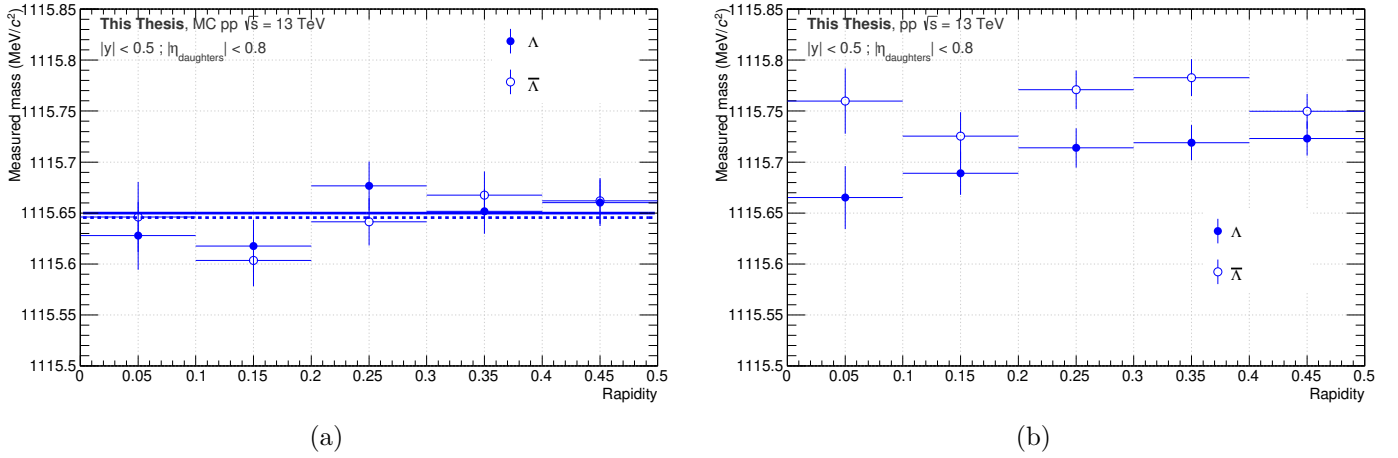 This Thesis, MC pp √s = 13 TeV
|y| < 0.5 ; |η_daughters| < 0.8
Λ
Λ̅
Measured mass (MeV/c²)
1115.85
1115.8
1115.75
1115.7
1115.65
1115.6
1115.55
1115.5
0 0.05 0.1 0.15 0.2 0.25 0.3 0.35 0.4 0.45 0.5
Rapidity
(a)
This Thesis, pp √s = 13 TeV
|y| < 0.5 ; |η_daughters| < 0.8
Λ
Λ̅
Measured mass (MeV/c²)
1115.85
1115.8
1115.75
1115.7
1115.65
1115.6
1115.55
1115.5
0 0.05 0.1 0.15 0.2 0.25 0.3 0.35 0.4 0.45 0.5
Rapidity
(b)